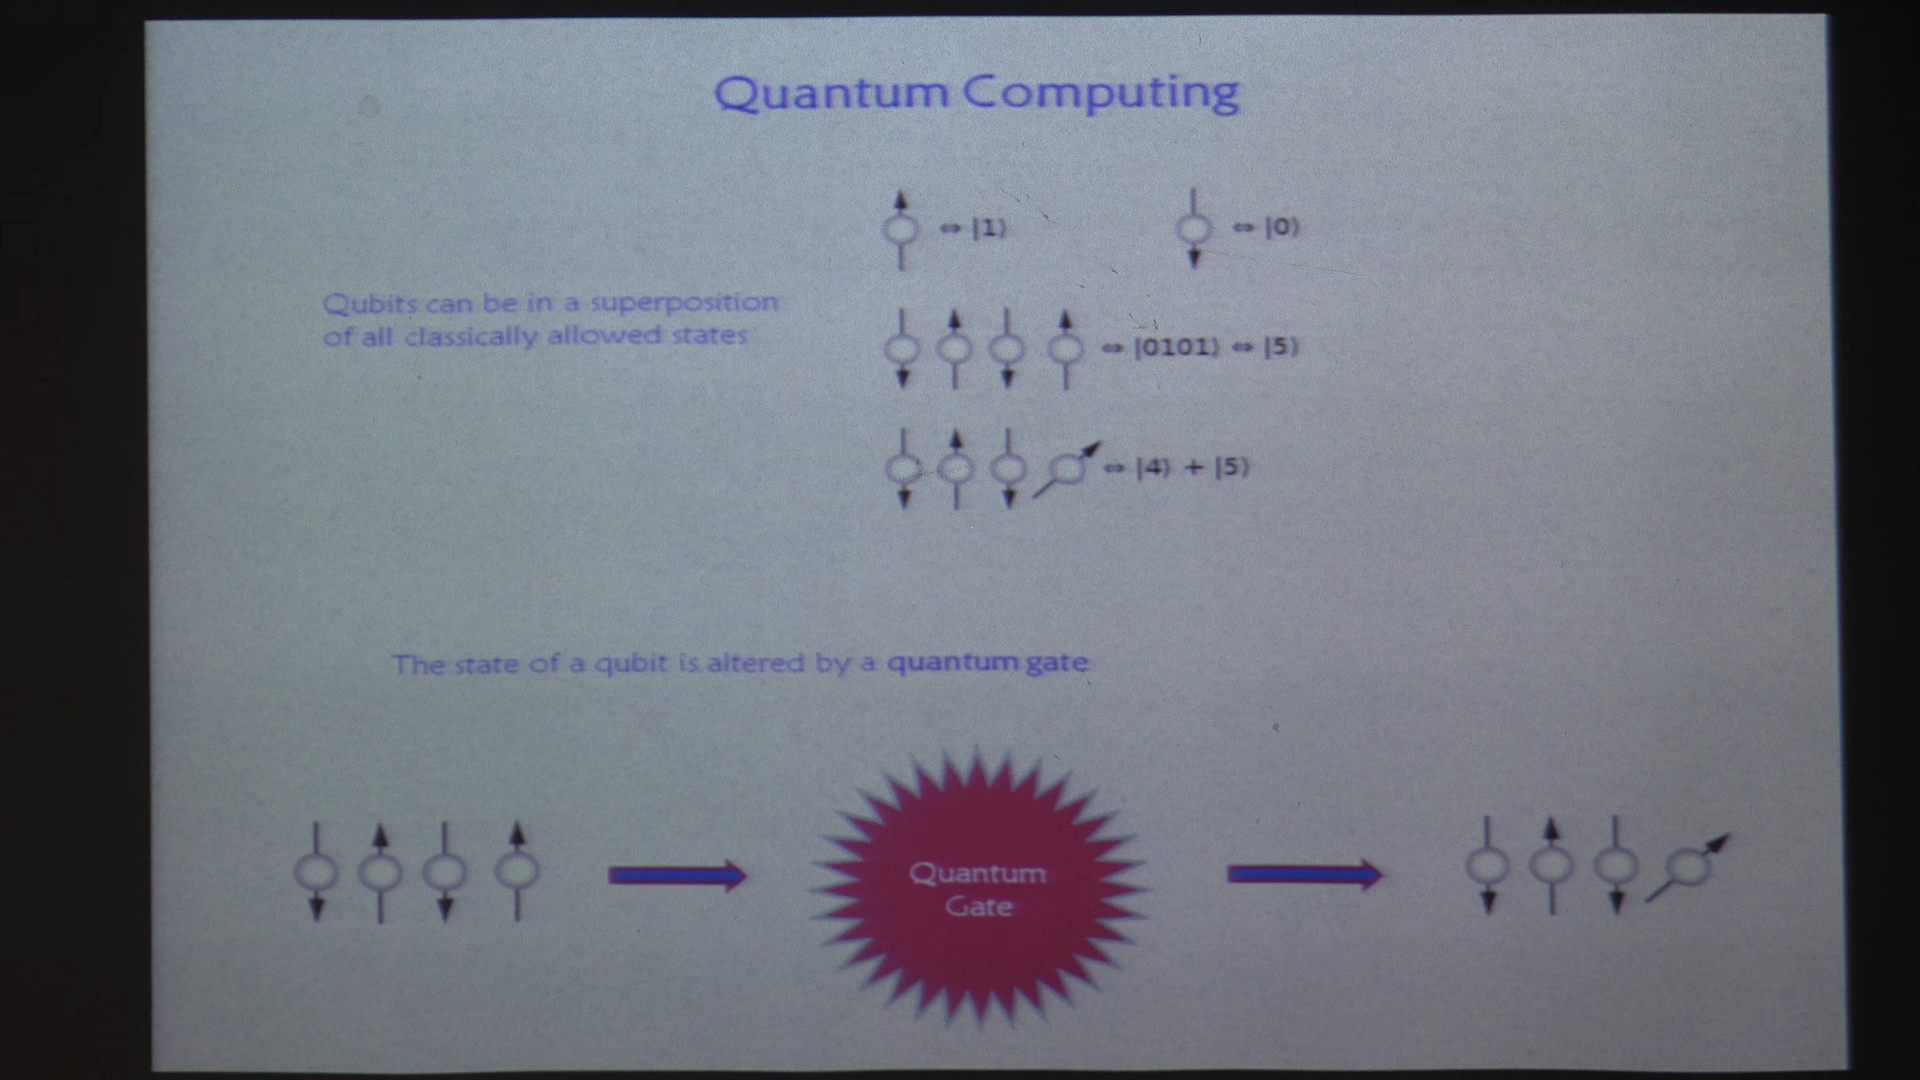 Quantum Computing
⇔ |1⟩
⇔ |0⟩
Qubits can be in a superposition
of all classically allowed states
⇔ |0101⟩ ⇔ |5⟩
⇔ |4⟩ + |5⟩
The state of a qubit is altered by a quantum gate
Quantum
Gate